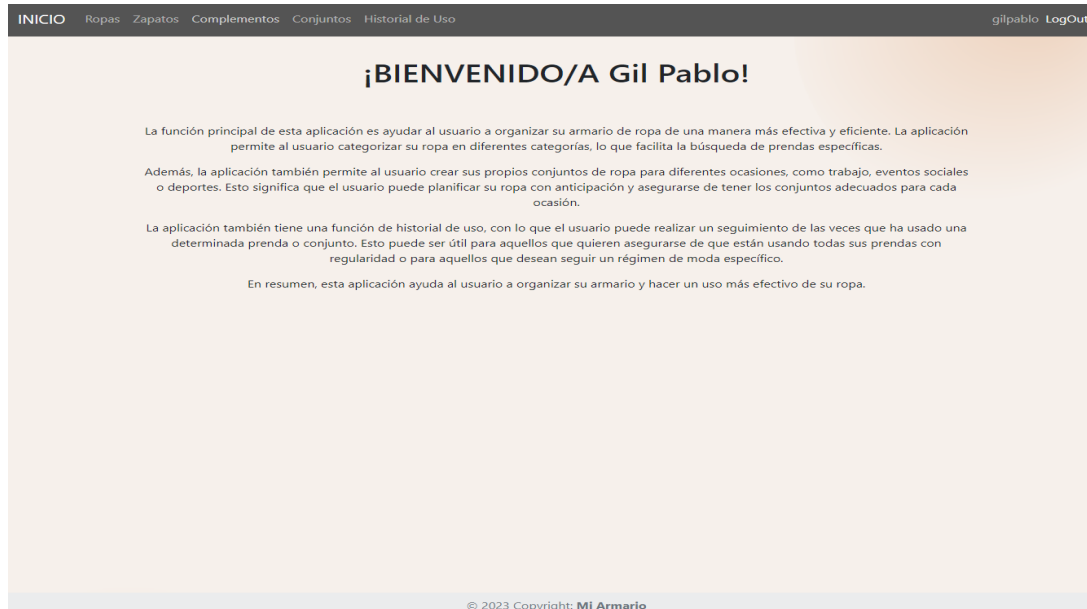 INICIO Ropas Zapatos Complementos Conjuntos Historial de Uso gilpablo LogOut
¡BIENVENIDO/A Gil Pablo!
La función principal de esta aplicación es ayudar al usuario a organizar su armario de ropa de una manera más efectiva y eficiente. La aplicación
permite al usuario categorizar su ropa en diferentes categorías, lo que facilita la búsqueda de prendas específicas.
Además, la aplicación también permite al usuario crear sus propios conjuntos de ropa para diferentes ocasiones, como trabajo, eventos sociales
o deportes. Esto significa que el usuario puede planificar su ropa con anticipación y asegurarse de tener los conjuntos adecuados para cada
ocasión.
La aplicación también tiene una función de historial de uso, con lo que el usuario puede realizar un seguimiento de las veces que ha usado una
determinada prenda o conjunto. Esto puede ser útil para aquellos que quieren asegurarse de que están usando todas sus prendas con
regularidad o para aquellos que desean seguir un régimen de moda específico.
En resumen, esta aplicación ayuda al usuario a organizar su armario y hacer un uso más efectivo de su ropa.
© 2023 Copyright: Mi Armario